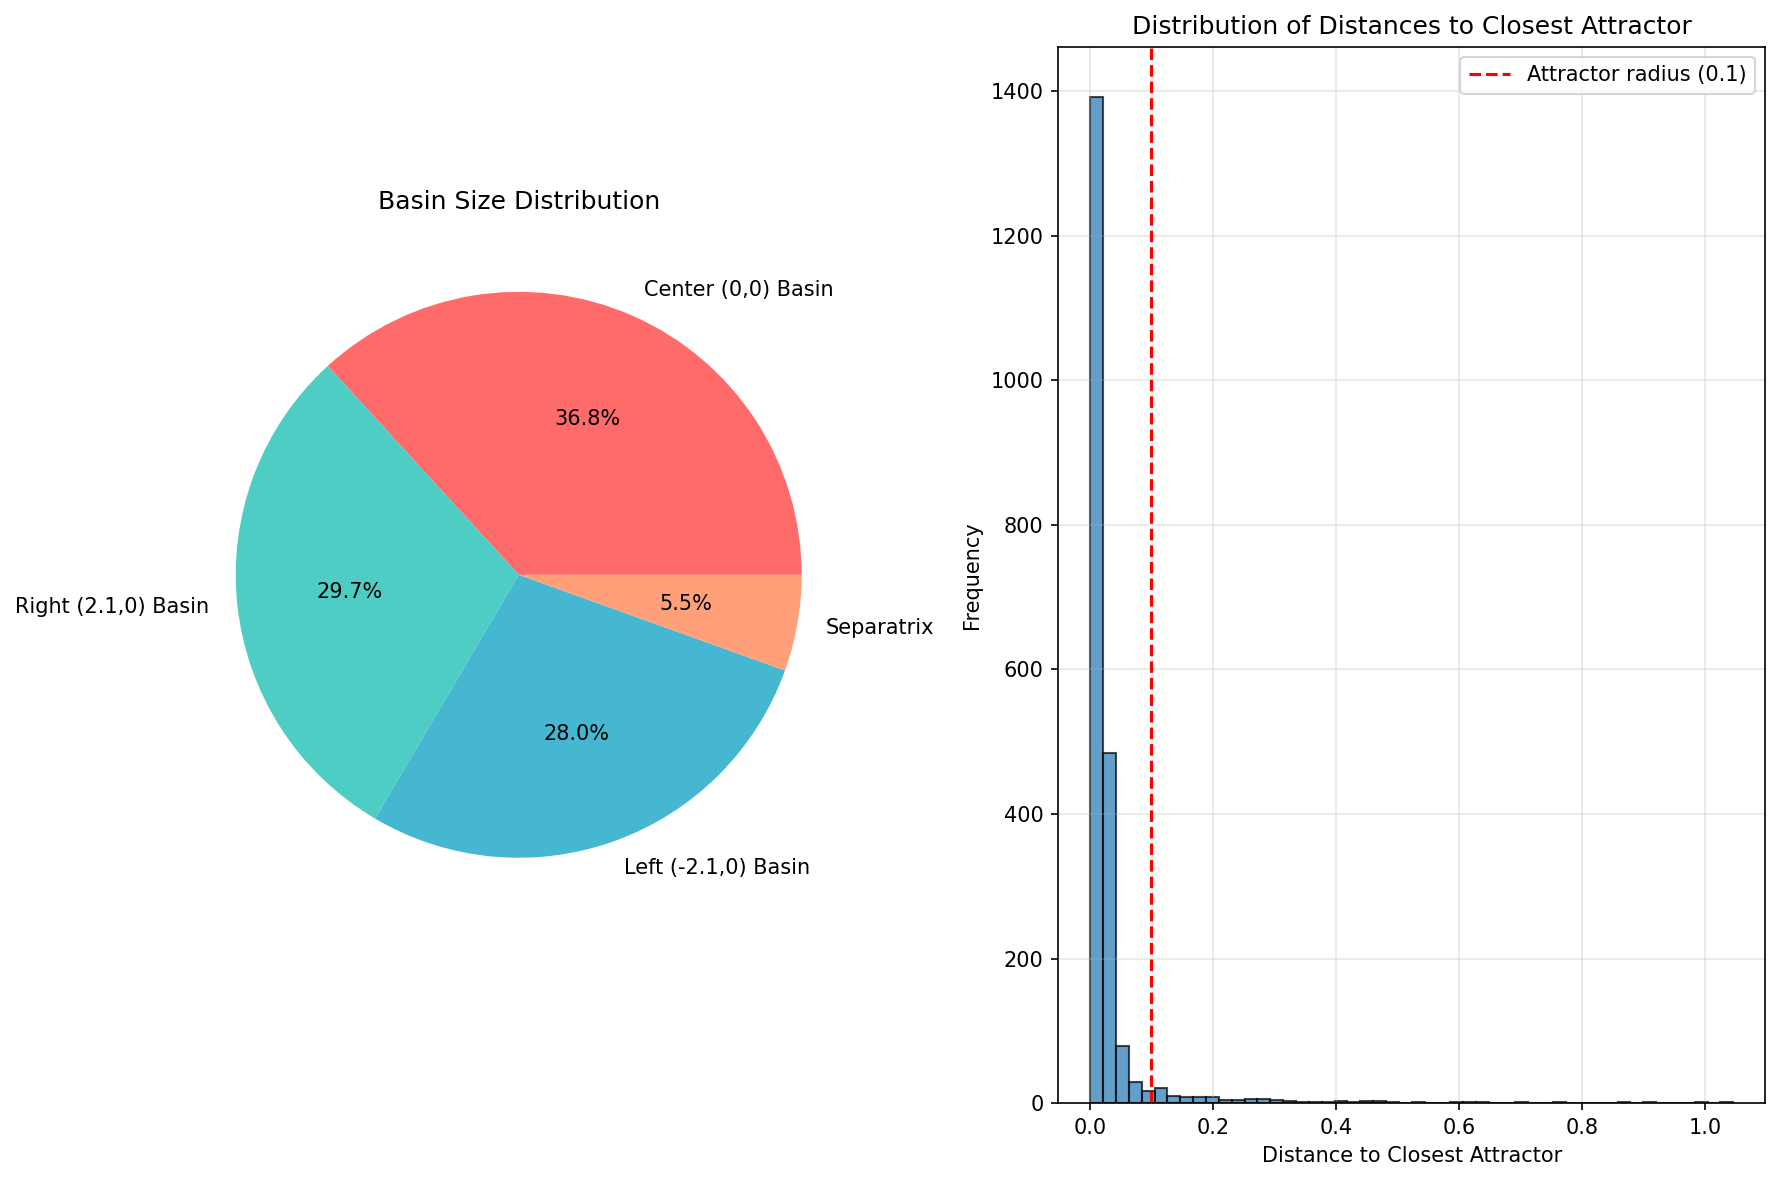 Basin Size Distribution
Center (0,0) Basin
36.8%
29.7%
Right (2.1,0) Basin
5.5%
Separatrix
28.0%
Left (-2.1,0) Basin
Distribution of Distances to Closest Attractor
Attractor radius (0.1)
1400
1200
1000
800
600
400
200
0
Frequency
0.0 0.2 0.4 0.6 0.8 1.0
Distance to Closest Attractor